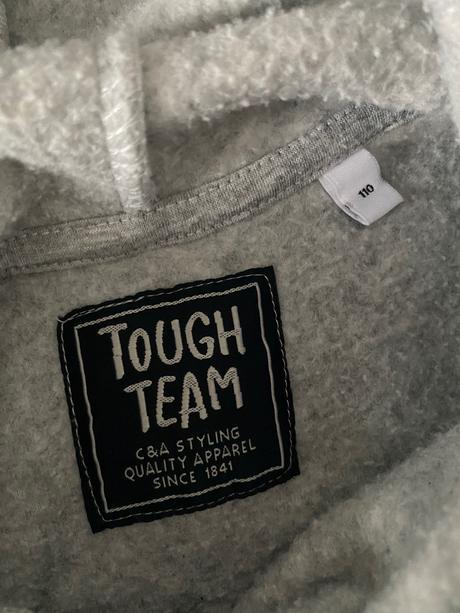 110
TOUGH
TEAM
C&A STYLING
QUALITY APPAREL
SINCE 1841